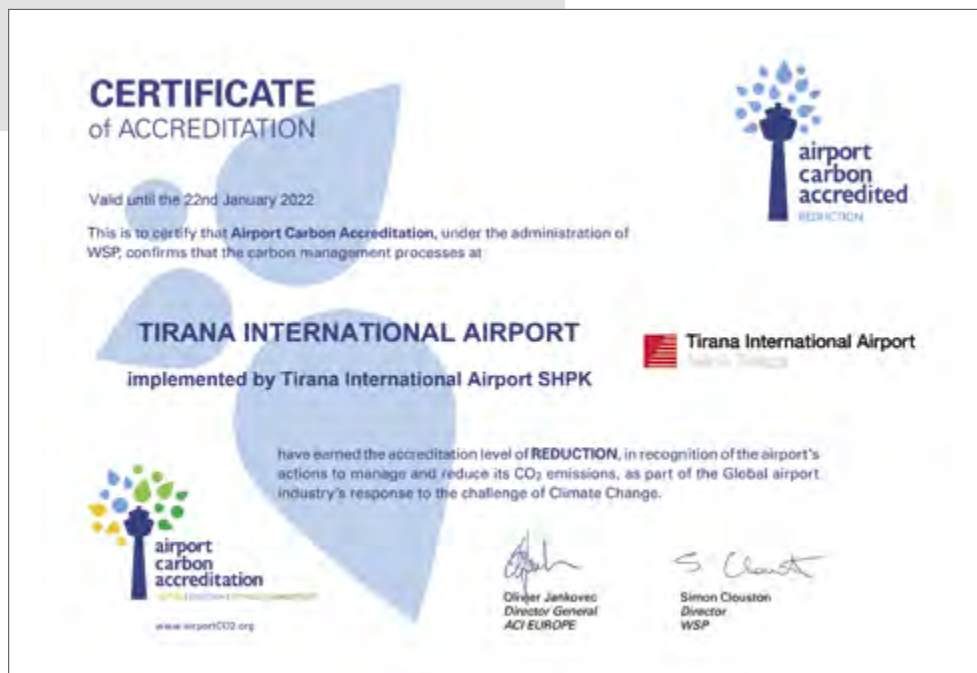 CERTIFICATE
of ACCREDITATION
airport
carbon
accredited
REDUCTION
Valid until the 22nd January 2022
This is to certify that Airport Carbon Accreditation, under the administration of
WSP, confirms that the carbon management processes at
TIRANA INTERNATIONAL AIRPORT
implemented by Tirana International Airport SHPK
Tirana International Airport
have earned the accreditation level of REDUCTION, in recognition of the airport's
actions to manage and reduce its CO₂ emissions, as part of the Global airport
industry's response to the challenge of Climate Change.
airport
carbon
accreditation
www.airportCO2.org
Olivier Jankovec
Director General
ACI EUROPE
S Clouston
Simon Clouston
Director
WSP